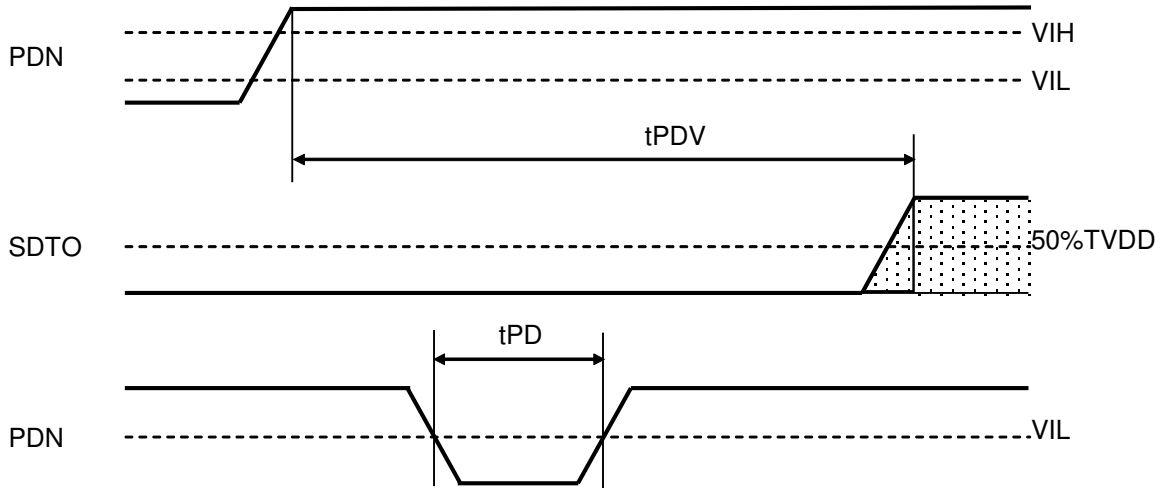 PDN
VIH
VIL
tPDV
SDTO
50%TVDD
tPD
PDN
VIL